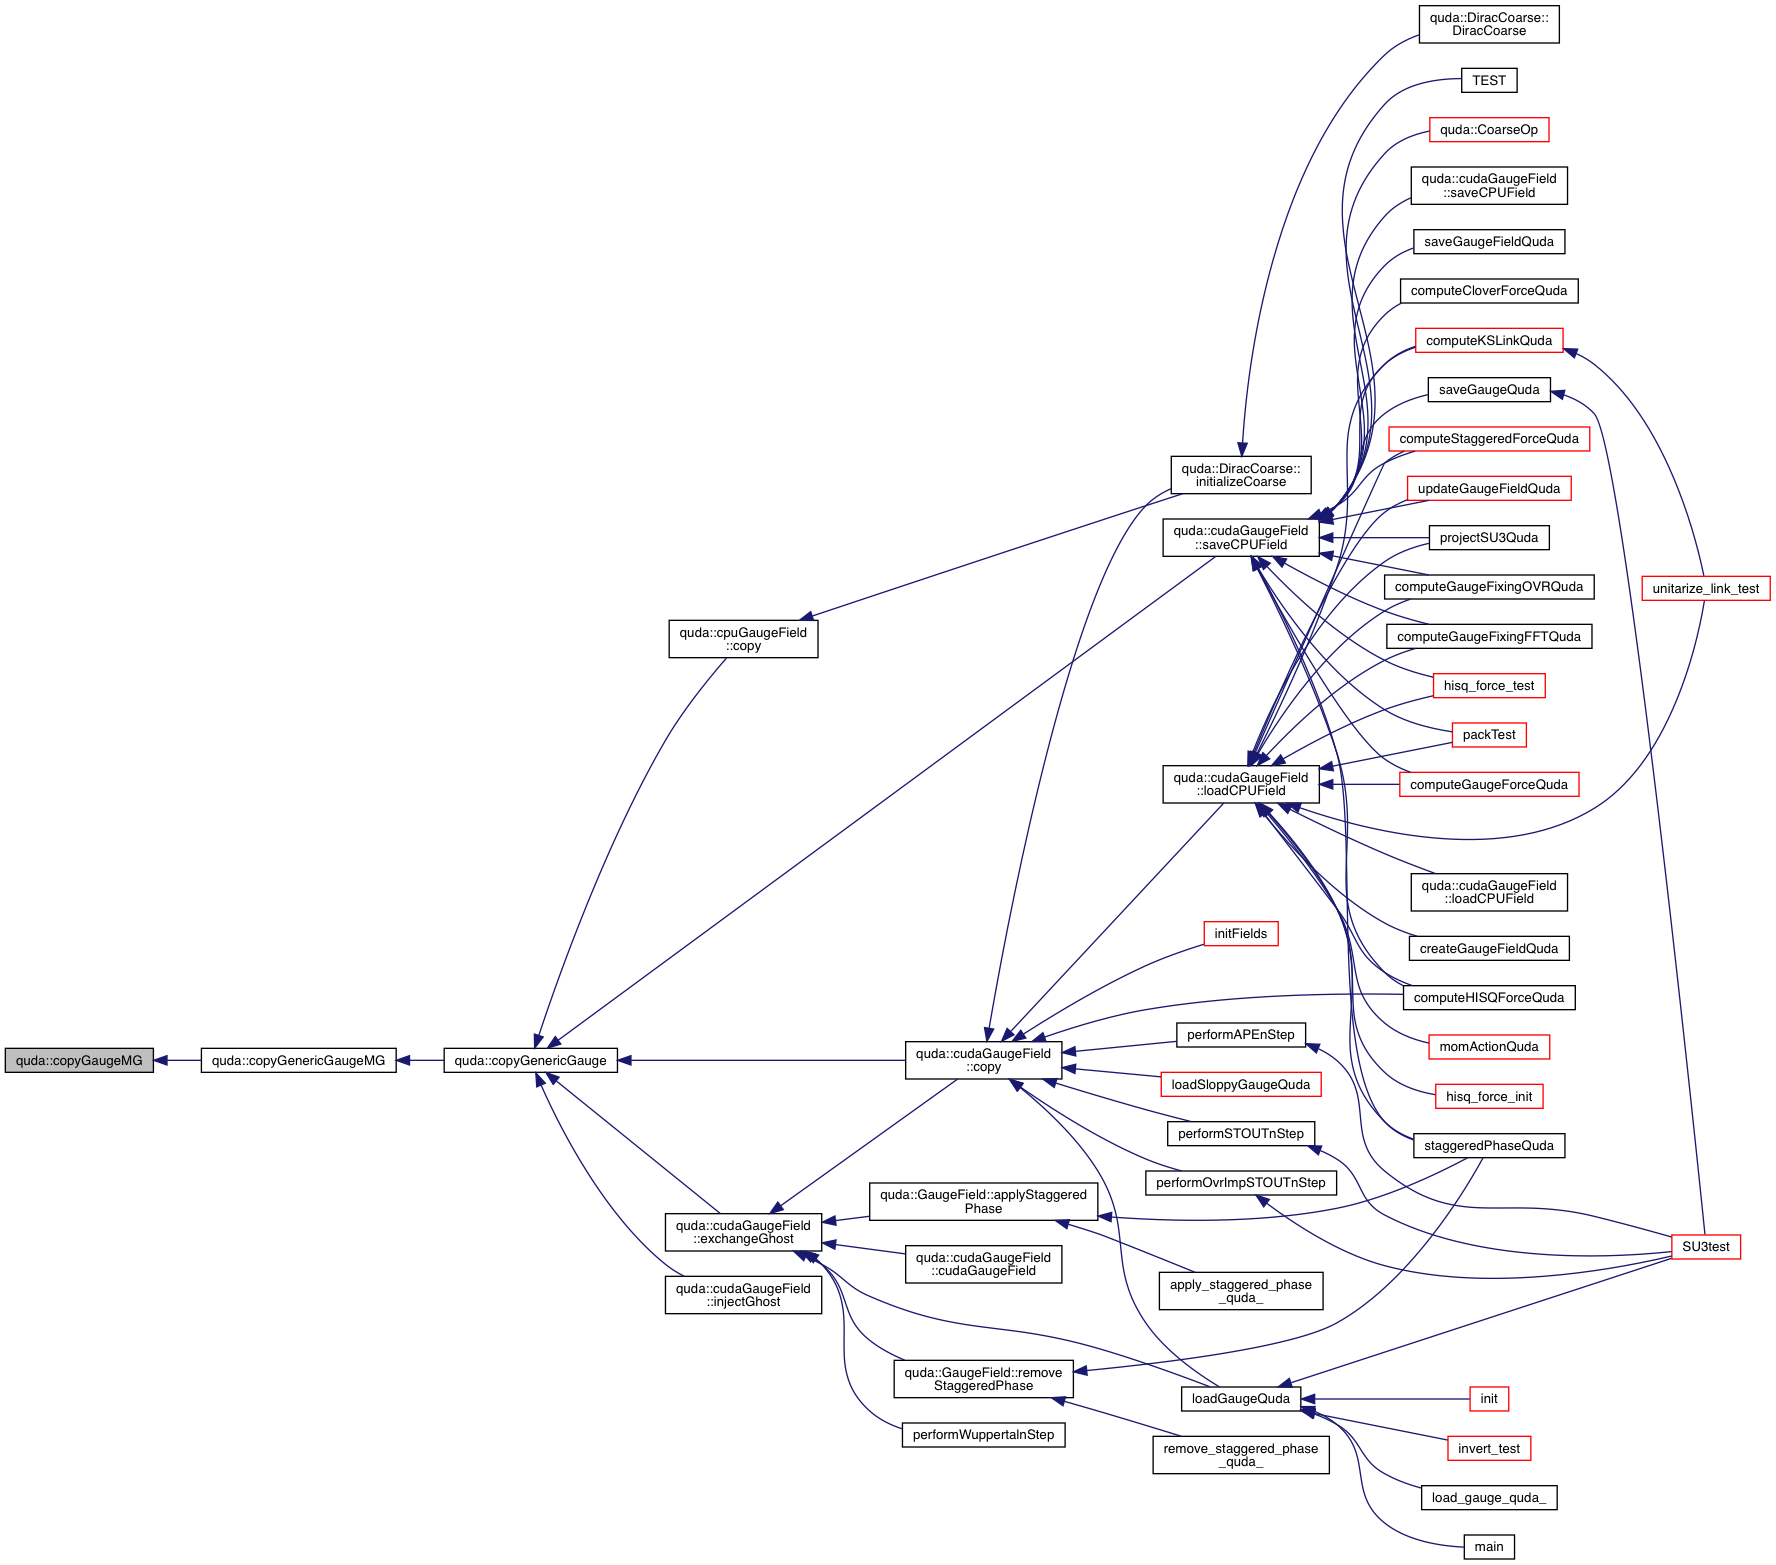 quda::DiracCoarse::
DiracCoarse
TEST
quda::CoarseOp
quda::cudaGaugeField
::saveCPUField
saveGaugeFieldQuda
computeCloverForceQuda
computeKSLinkQuda
saveGaugeQuda
computeStaggeredForceQuda
quda::DiracCoarse::
initializeCoarse
updateGaugeFieldQuda
quda::cudaGaugeField
::saveCPUField
projectSU3Quda
computeGaugeFixingOVRQuda
unitarize_link_test
quda::cpuGaugeField
::copy
computeGaugeFixingFFTQuda
hisq_force_test
packTest
quda::cudaGaugeField
::loadCPUField
computeGaugeForceQuda
quda::cudaGaugeField
::loadCPUField
initFields
createGaugeFieldQuda
computeHISQForceQuda
performAPEnStep
momActionQuda
quda::copyGaugeMG
quda::copyGenericGaugeMG
quda::copyGenericGauge
quda::cudaGaugeField
::copy
loadSloppyGaugeQuda
hisq_force_init
performSTOUTnStep
staggeredPhaseQuda
performOvrImpSTOUTnStep
quda::GaugeField::applyStaggered
Phase
quda::cudaGaugeField
::exchangeGhost
SU3test
quda::cudaGaugeField
::cudaGaugeField
quda::cudaGaugeField
::injectGhost
apply_staggered_phase
_quda_
quda::GaugeField::remove
StaggeredPhase
loadGaugeQuda
init
performWuppertalnStep
remove_staggered_phase
_quda_
invert_test
load_gauge_quda_
main